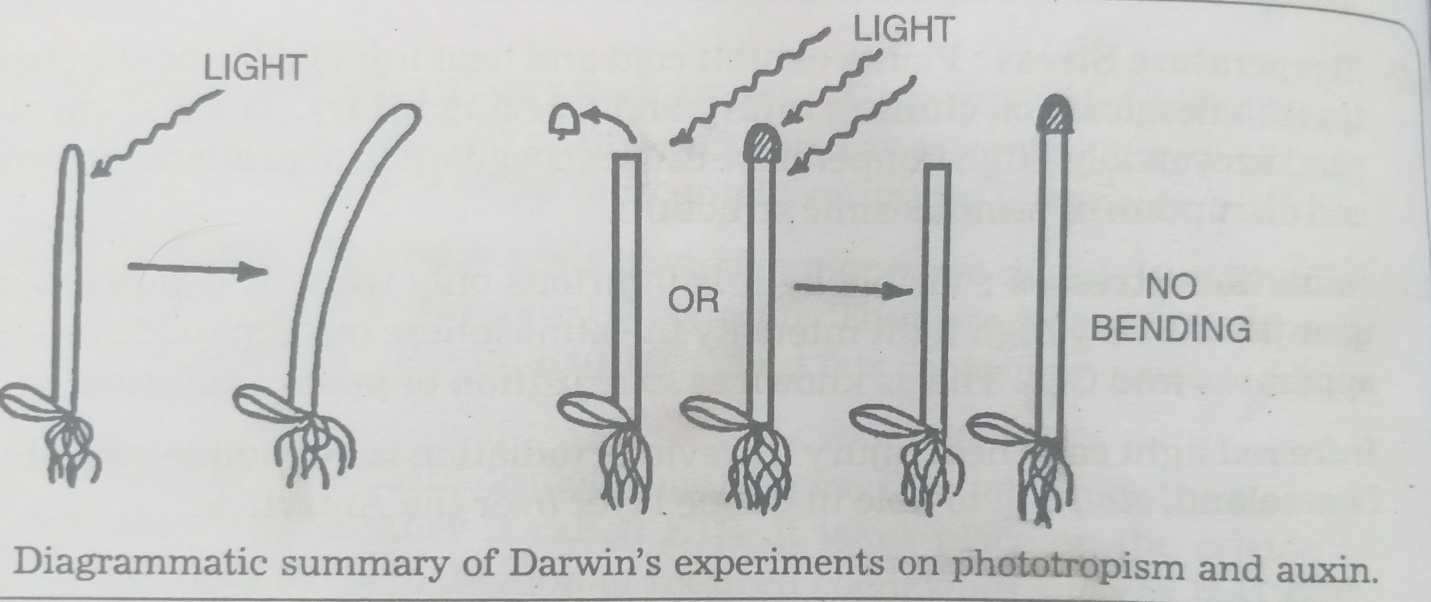 LIGHT
LIGHT
OR
NO
BENDING
Diagrammatic summary of Darwin's experiments on phototropism and auxin.